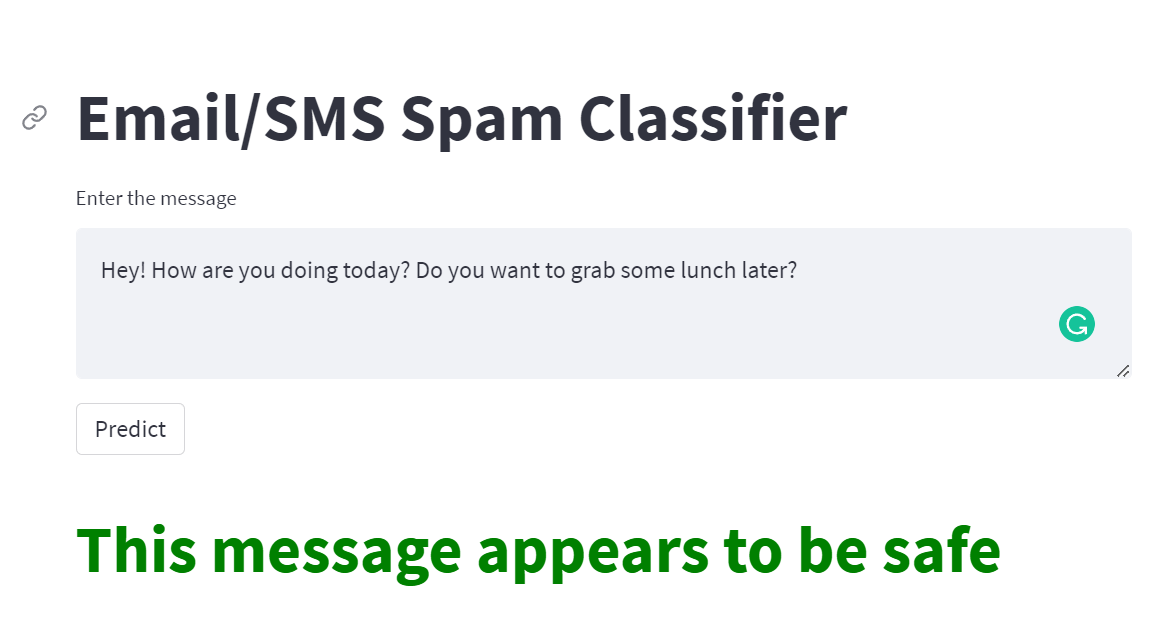 Email/SMS Spam Classifier
Enter the message
Hey! How are you doing today? Do you want to grab some lunch later?
Predict
This message appears to be safe